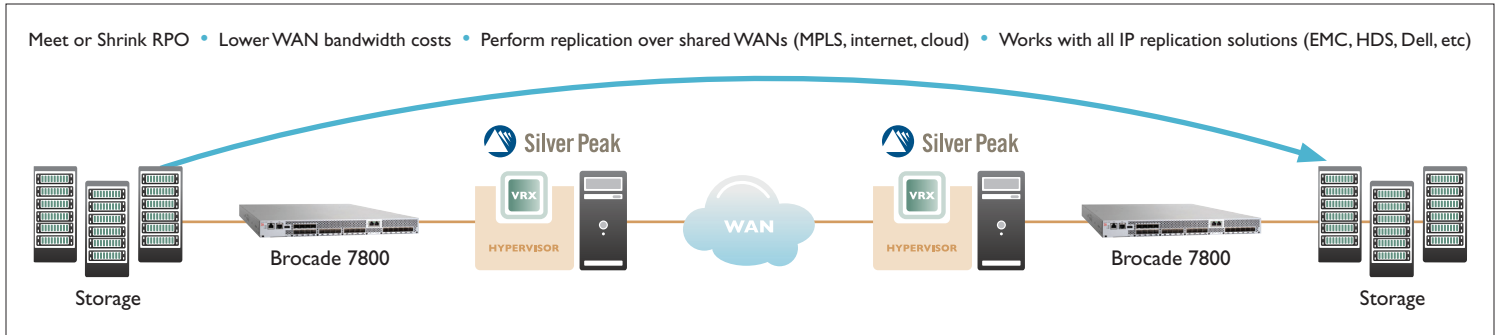 Meet or Shrink RPO • Lower WAN bandwidth costs • Perform replication over shared WANs (MPLS, internet, cloud) • Works with all IP replication solutions (EMC, HDS, Dell, etc)
Silver Peak
Silver Peak
VRX
VRX
WAN
HYPERVISOR
HYPERVISOR
Brocade 7800
Brocade 7800
Storage
Storage